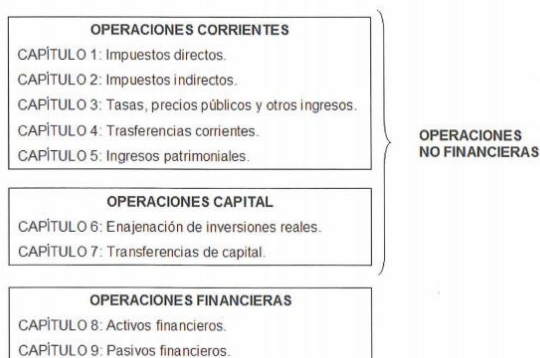 OPERACIONES CORRIENTES
CAPÍTULO 1: Impuestos directos.
CAPÍTULO 2: Impuestos indirectos.
CAPÍTULO 3: Tasas, precios públicos y otros ingresos.
CAPÍTULO 4: Trasferencias corrientes.
CAPÍTULO 5: Ingresos patrimoniales.
OPERACIONES
NO FINANCIERAS
OPERACIONES CAPITAL
CAPÍTULO 6: Enajenación de inversiones reales.
CAPÍTULO 7: Transferencias de capital.
OPERACIONES FINANCIERAS
CAPÍTULO 8: Activos financieros.
CAPÍTULO 9: Pasivos financieros.